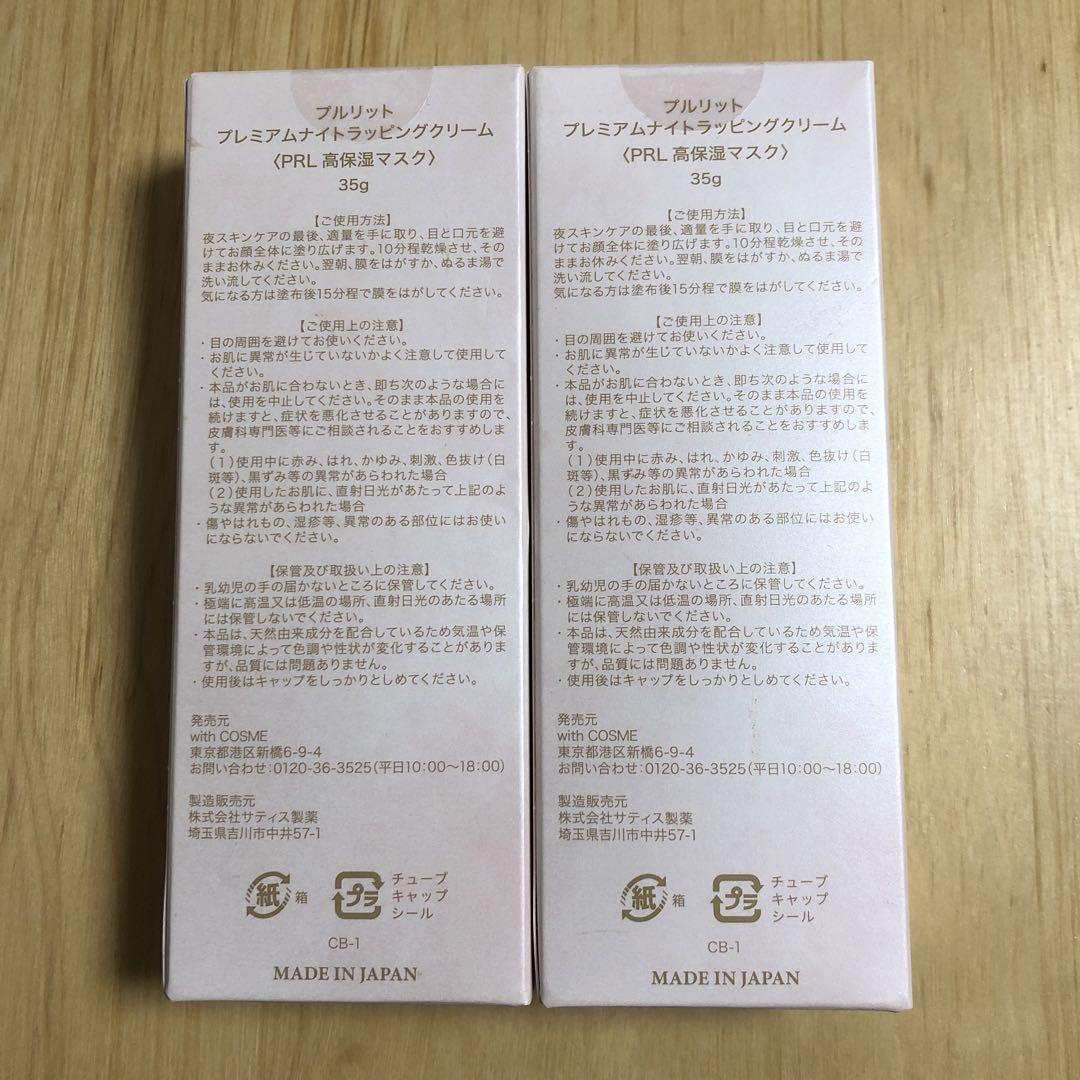 プルリット
プレミアムナイトラッピングクリーム
〈PRL 高保湿マスク〉
35g
【ご使用方法】
夜スキンケアの最後、適量を手に取り、目と口元を避
けてお顔全体に塗り広げます。10分程乾燥させ、その
ままお休みください。翌朝、膜をはがすか、ぬるま湯で
洗い流してください。
気になる方は塗布後15分程で膜をはがしてください。
【ご使用上の注意】
・目の周囲を避けてお使いください。
・お肌に異常が生じていないかよく注意して使用して
ください。
・本品がお肌に合わないとき、即ち次のような場合に
は、使用を中止してください。そのまま本品の使用を
続けますと、症状を悪化させることがありますので、
皮膚科専門医等にご相談されることをおすすめしま
す。
(1)使用中に赤み、はれ、かゆみ、刺激、色抜け(白
斑等)、黒ずみ等の異常があらわれた場合
(2)使用したお肌に、直射日光があたって上記のよ
うな異常があらわれた場合
・傷やはれもの、湿疹等、異常のある部位にはお使い
にならないでください。
【保管及び取扱い上の注意】
・乳幼児の手の届かないところに保管してください。
・極端に高温又は低温の場所、直射日光のあたる場所
には保管しないでください。
・本品は、天然由来成分を配合しているため気温や保
管環境によって色調や性状が変化することがありま
すが、品質には問題ありません。
・使用後はキャップをしっかりとしめてください。
発売元
with COSME
東京都港区新橋6-9-4
お問い合わせ:0120-36-3525(平日10:00〜18:00)
製造販売元
株式会社サティス製薬
埼玉県吉川市中井57-1
紙 箱
プラ
チューブ
キャップ
シール
CB-1
MADE IN JAPAN
プルリット
プレミアムナイトラッピングクリーム
〈PRL 高保湿マスク〉
35g
【ご使用方法】
夜スキンケアの最後、適量を手に取り、目と口元を避
けてお顔全体に塗り広げます。10分程乾燥させ、その
ままお休みください。翌朝、膜をはがすか、ぬるま湯で
洗い流してください。
気になる方は塗布後15分程で膜をはがしてください。
【ご使用上の注意】
・目の周囲を避けてお使いください。
・お肌に異常が生じていないかよく注意して使用して
ください。
・本品がお肌に合わないとき、即ち次のような場合に
は、使用を中止してください。そのまま本品の使用を
続けますと、症状を悪化させることがありますので、
皮膚科専門医等にご相談されることをおすすめしま
す。
(1)使用中に赤み、はれ、かゆみ、刺激、色抜け(白
斑等)、黒ずみ等の異常があらわれた場合
(2)使用したお肌に、直射日光があたって上記のよ
うな異常があらわれた場合
・傷やはれもの、湿疹等、異常のある部位にはお使い
にならないでください。
【保管及び取扱い上の注意】
・乳幼児の手の届かないところに保管してください。
・極端に高温又は低温の場所、直射日光のあたる場所
には保管しないでください。
・本品は、天然由来成分を配合しているため気温や保
管環境によって色調や性状が変化することがありま
すが、品質には問題ありません。
・使用後はキャップをしっかりとしめてください。
発売元
with COSME
東京都港区新橋6-9-4
お問い合わせ:0120-36-3525(平日10:00〜18:00)
製造販売元
株式会社サティス製薬
埼玉県吉川市中井57-1
紙 箱
プラ
チューブ
キャップ
シール
CB-1
MADE IN JAPAN